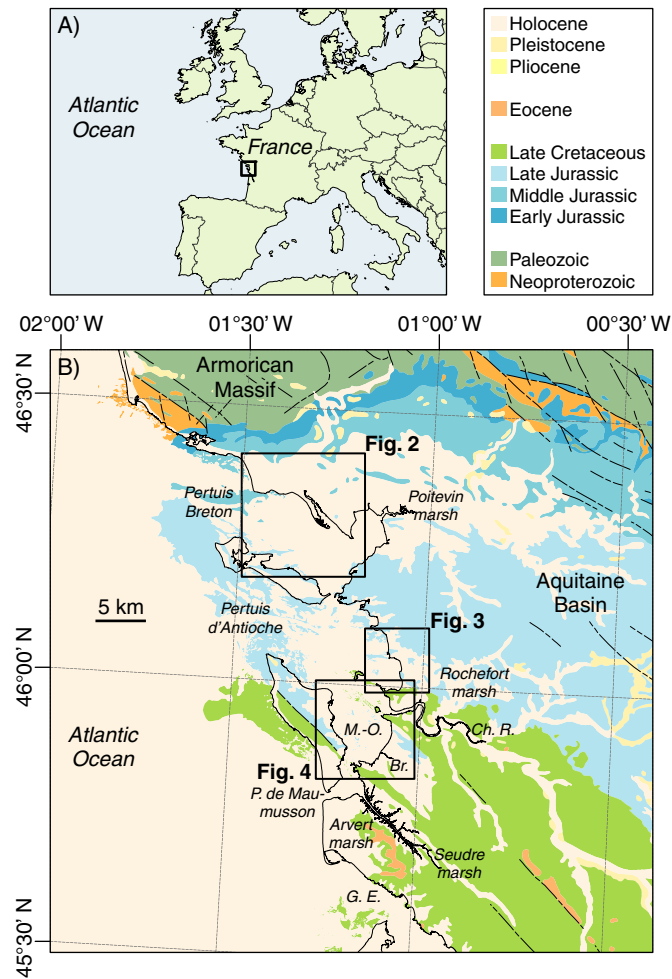 A)
Atlantic
Ocean
France
Holocene
Pleistocene
Pliocene
Eocene
Late Cretaceous
Late Jurassic
Middle Jurassic
Early Jurassic
Paleozoic
Neoproterozoic
02°00' W
01°30' W
01°00' W
00°30' W
B)
46°30' N
46°00' N
45°30' N
Armorican
Massif
Fig. 2
Pertuis
Breton
Poitevin
marsh
Aquitaine
Basin
5 km
Pertuis
d'Antioche
Fig. 3
Rochefort
marsh
Atlantic
Ocean
M.-O.
Ch. R.
Br.
Fig. 4
P. de Mau-
musson
Arvert
marsh
Seudre
marsh
G. E.